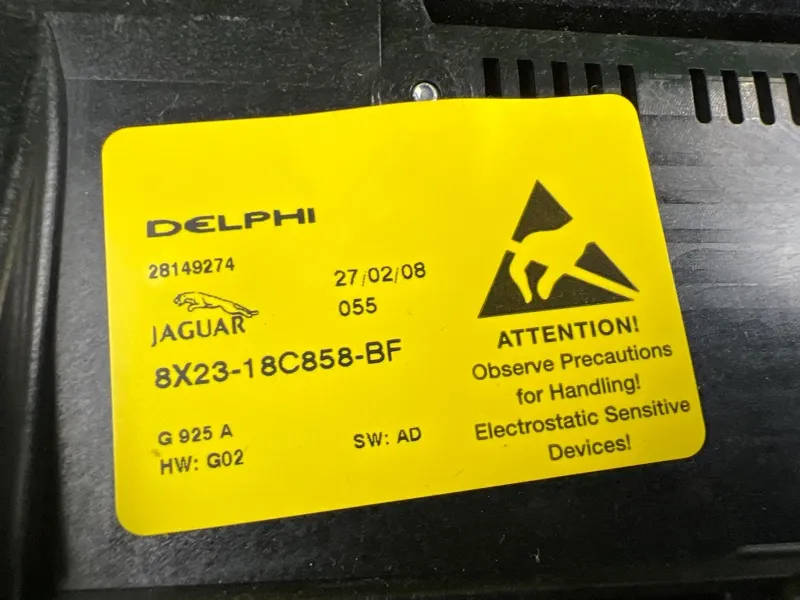 DELPHI
28149274
27/02/08
055
JAGUAR
8X23-18C858-BF
G 925 A
HW: G02
SW: AD
ATTENTION!
Observe Precautions
for Handling!
Electrostatic Sensitive
Devices!